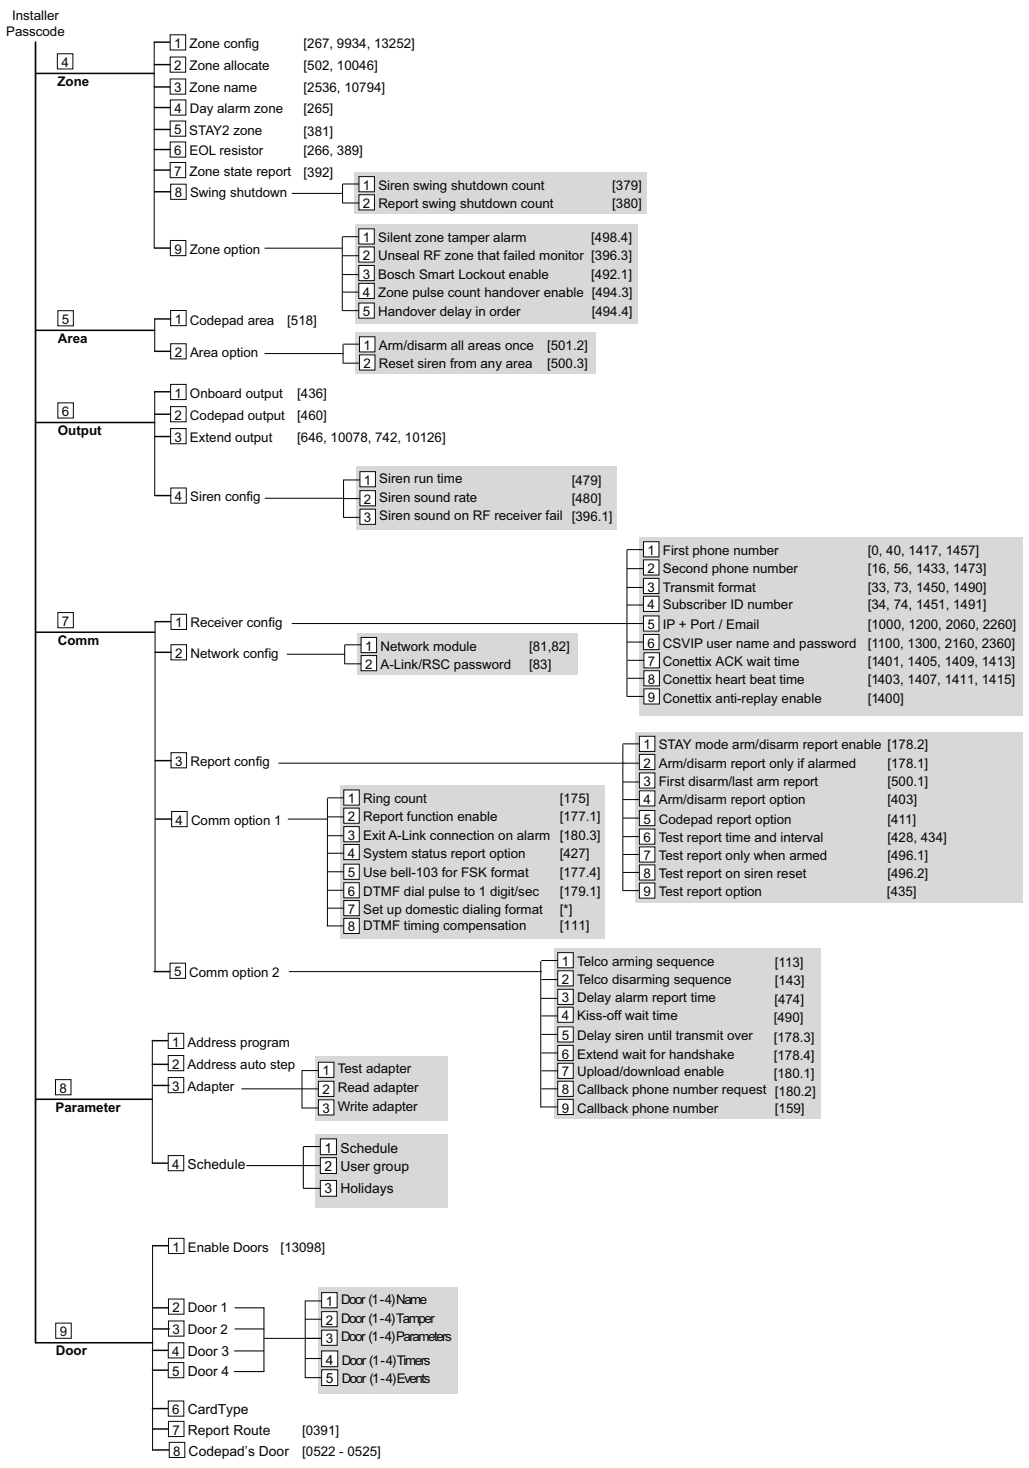 Installer
Passcode
4
Zone
1 Zone config [267, 9934, 13252]
2 Zone allocate [502, 10046]
3 Zone name [2536, 10794]
4 Day alarm zone [265]
5 STAY2 zone [381]
6 EOL resistor [266, 389]
7 Zone state report [392]
8 Swing shutdown
1 Siren swing shutdown count [379]
2 Report swing shutdown count [380]
9 Zone option
1 Silent zone tamper alarm [498.4]
2 Unseal RF zone that failed monitor [396.3]
3 Bosch Smart Lockout enable [492.1]
4 Zone pulse count handover enable [494.3]
5 Handover delay in order [494.4]
5
Area
1 Codepad area [518]
2 Area option
1 Arm/disarm all areas once [501.2]
2 Reset siren from any area [500.3]
6
Output
1 Onboard output [436]
2 Codepad output [460]
3 Extend output [646, 10078, 742, 10126]
4 Siren config
1 Siren run time [479]
2 Siren sound rate [480]
3 Siren sound on RF receiver fail [396.1]
7
Comm
1 Receiver config
1 First phone number [0, 40, 1417, 1457]
2 Second phone number [16, 56, 1433, 1473]
3 Transmit format [33, 73, 1450, 1490]
4 Subscriber ID number [34, 74, 1451, 1491]
5 IP + Port / Email [1000, 1200, 2060, 2260]
6 CSVIP user name and password [1100, 1300, 2160, 2360]
7 Conettix ACK wait time [1401, 1405, 1409, 1413]
8 Conettix heart beat time [1403, 1407, 1411, 1415]
9 Conettix anti-replay enable [1400]
2 Network config
1 Network module [81,82]
2 A-Link/RSC password [83]
3 Report config
1 STAY mode arm/disarm report enable [178.2]
2 Arm/disarm report only if alarmed [178.1]
3 First disarm/last arm report [500.1]
4 Arm/disarm report option [403]
5 Codepad report option [411]
6 Test report time and interval [428, 434]
7 Test report only when armed [496.1]
8 Test report on siren reset [496.2]
9 Test report option [435]
4 Comm option 1
1 Ring count [175]
2 Report function enable [177.1]
3 Exit A-Link connection on alarm [180.3]
4 System status report option [427]
5 Use bell-103 for FSK format [177.4]
6 DTMF dial pulse to 1 digit/sec [179.1]
7 Set up domestic dialing format [*]
8 DTMF timing compensation [111]
5 Comm option 2
1 Telco arming sequence [113]
2 Telco disarming sequence [143]
3 Delay alarm report time [474]
4 Kiss-off wait time [490]
5 Delay siren until transmit over [178.3]
6 Extend wait for handshake [178.4]
7 Upload/download enable [180.1]
8 Callback phone number request [180.2]
9 Callback phone number [159]
8
Parameter
1 Address program
2 Address auto step
3 Adapter
1 Test adapter
2 Read adapter
3 Write adapter
4 Schedule
1 Schedule
2 User group
3 Holidays
9
Door
1 Enable Doors [13098]
2 Door 1
3 Door 2
4 Door 3
5 Door 4
1 Door (1-4)Name
2 Door (1-4)Tamper
3 Door (1-4)Parameters
4 Door (1-4)Timers
5 Door (1-4)Events
6 CardType
7 Report Route [0391]
8 Codepad's Door [0522 - 0525]